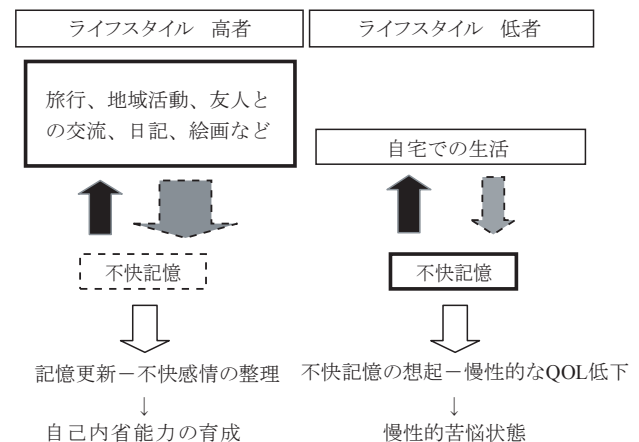 ライフスタイル　高者
ライフスタイル　低者
旅行、地域活動、友人と
の交流、日記、絵画など
自宅での生活
不快記憶
不快記憶
記憶更新－不快感情の整理
不快記憶の想起－慢性的なQOL低下
↓
↓
自己内省能力の育成
慢性的苦悩状態